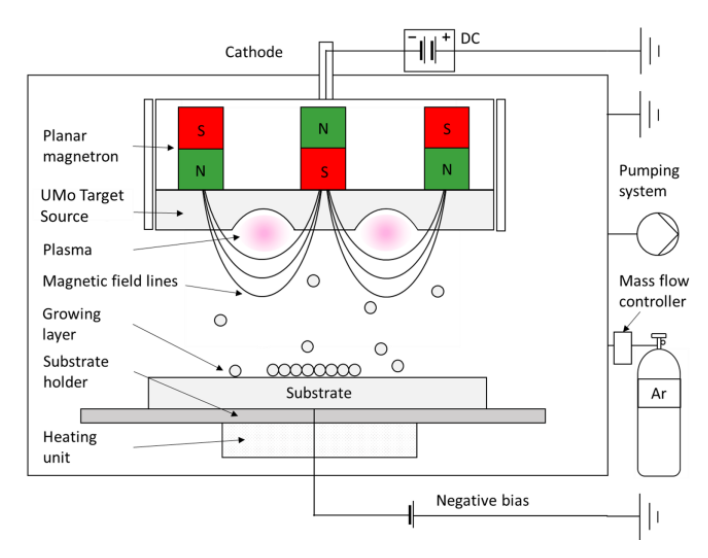 Cathode
− +
DC
S
N
S
N
S
N
Planar
magnetron
UMo Target
Source
Plasma
Magnetic field lines
Growing
layer
Substrate
holder
Heating
unit
Substrate
Pumping
system
Mass flow
controller
Ar
Negative bias